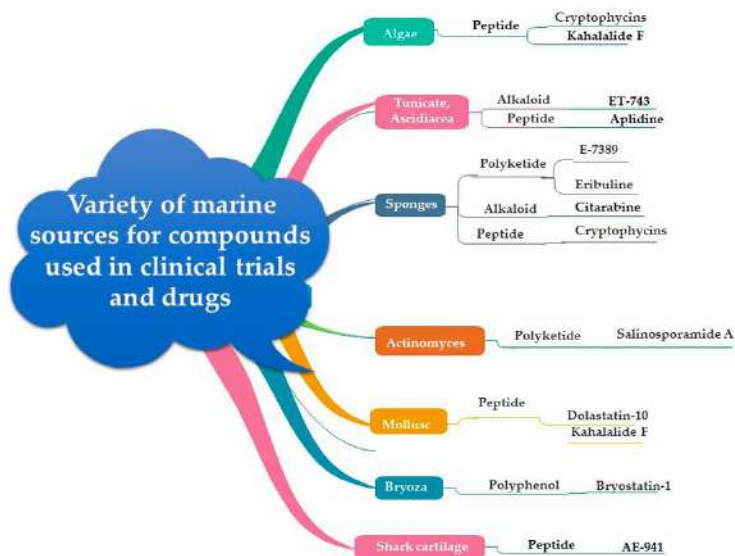 Variety of marine
sources for compounds
used in clinical trials
and drugs
Algae
Peptide
Cryptophycins
Kahalalide F
Tunicate,
Ascidiacea
Alkaloid
ET-743
Peptide
Aplidine
Sponges
Polyketide
E-7389
Eribuline
Alkaloid
Citarabine
Peptide
Cryptophycins
Actinomyces
Polyketide
Salinosporamide A
Mollusc
Peptide
Dolastatin-10
Kahalalide F
Bryoza
Polyphenol
Bryostatin-1
Shark cartilage
Peptide
AE-941